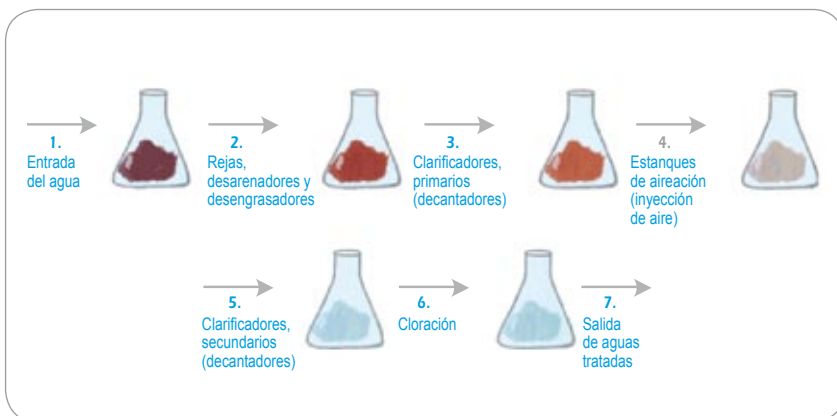 1.
Entrada
del agua
2.
Rejas,
desarenadores y
desengrasadores
3.
Clarificadores,
primarios
(decantadores)
4.
Estanques
de aireación
(inyección
de aire)
5.
Clarificadores,
secundarios
(decantadores)
6.
Cloración
7.
Salida
de aguas
tratadas